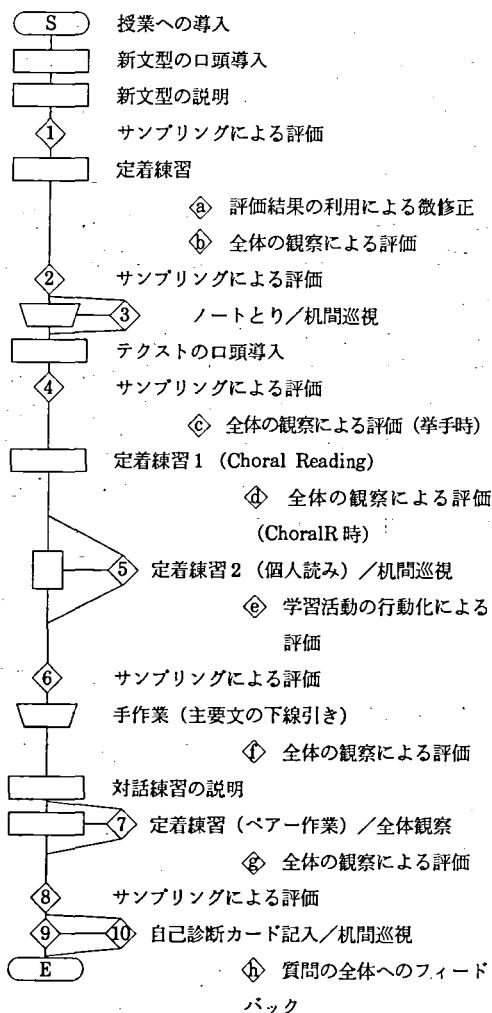 S 授業への導入
新文型の口頭導入
新文型の説明
1 サンプリングによる評価
定着練習
a 評価結果の利用による微修正
b 全体の観察による評価
2 サンプリングによる評価
3 ノートとり/机間巡視
テクストの口頭導入
4 サンプリングによる評価
c 全体の観察による評価(挙手時)
定着練習1 (Choral Reading)
d 全体の観察による評価
(ChoralR時)
5 定着練習2(個人読み)/机間巡視
e 学習活動の行動化による
評価
6 サンプリングによる評価
手作業(主要文の下線引き)
f 全体の観察による評価
対話練習の説明
7 定着練習(ペアー作業)/全体観察
g 全体の観察による評価
8 サンプリングによる評価
9 10 自己診断カード記入/机間巡視
E
h 質問の全体へのフィード
バック